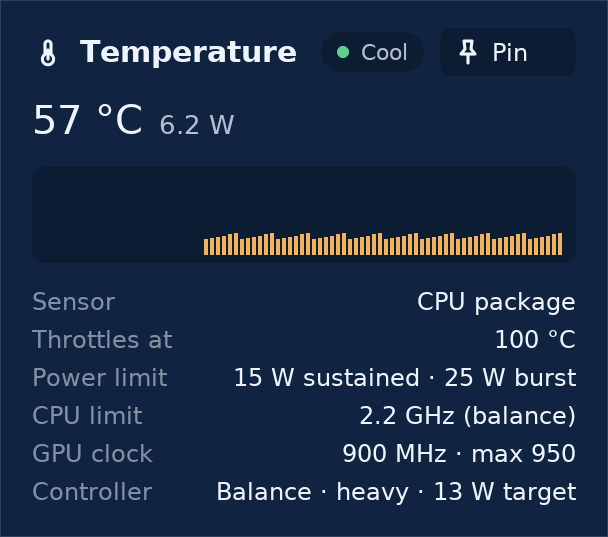 Temperature Cool Pin
57 °C 6.2 W
Sensor CPU package
Throttles at 100 °C
Power limit 15 W sustained · 25 W burst
CPU limit 2.2 GHz (balance)
GPU clock 900 MHz · max 950
Controller Balance · heavy · 13 W target